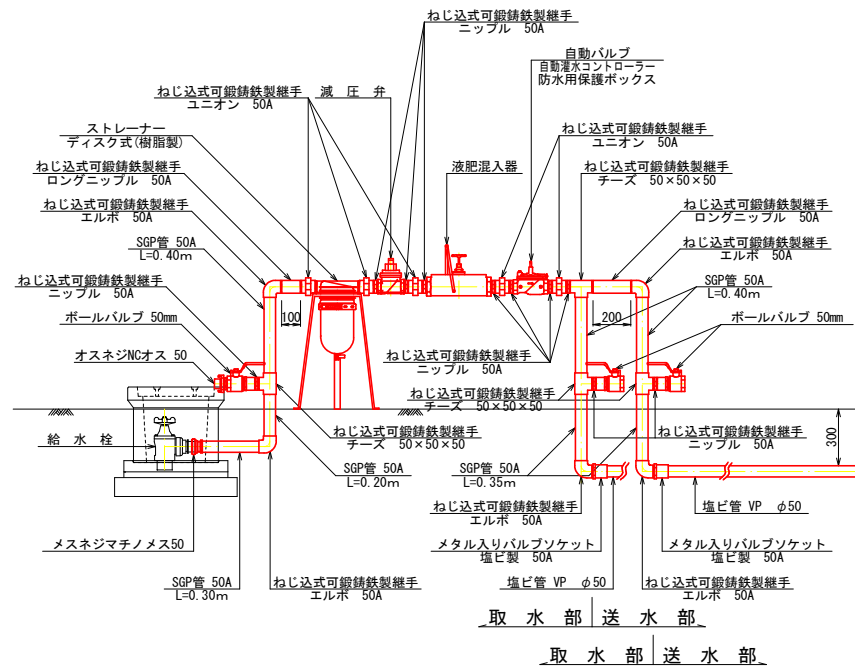 ねじ込式可鍛鋳鉄製継手
ニップル 50A
自動バルブ
自動灌水コントローラー
防水用保護ボックス
ねじ込式可鍛鋳鉄製継手
ユニオン 50A
減 圧 弁
ストレーナー
ディスク式(樹脂製)
ねじ込式可鍛鋳鉄製継手
ユニオン 50A
液肥混入器
ねじ込式可鍛鋳鉄製継手
ロングニップル 50A
ねじ込式可鍛鋳鉄製継手
チーズ 50×50×50
ねじ込式可鍛鋳鉄製継手
エルボ 50A
ねじ込式可鍛鋳鉄製継手
ロングニップル 50A
SGP管 50A
L=0.40m
ねじ込式可鍛鋳鉄製継手
エルボ 50A
ねじ込式可鍛鋳鉄製継手
ニップル 50A
SGP管 50A
L=0.40m
100
200
ボールバルブ 50mm
ボールバルブ 50mm
オスネジNCオス 50
ねじ込式可鍛鋳鉄製継手
ニップル 50A
ねじ込式可鍛鋳鉄製継手
チーズ 50×50×50
給 水 栓
ねじ込式可鍛鋳鉄製継手
チーズ 50×50×50
ねじ込式可鍛鋳鉄製継手
ニップル 50A
300
SGP管 50A
L=0.20m
SGP管 50A
L=0.35m
ねじ込式可鍛鋳鉄製継手
エルボ 50A
塩ビ管 VP φ50
メスネジマチノメス50
メタル入りバルブソケット
塩ビ製 50A
メタル入りバルブソケット
塩ビ製 50A
SGP管 50A
L=0.30m
ねじ込式可鍛鋳鉄製継手
エルボ 50A
塩ビ管 VP φ50
ねじ込式可鍛鋳鉄製継手
エルボ 50A
取 水 部 送 水 部
取 水 部 送 水 部